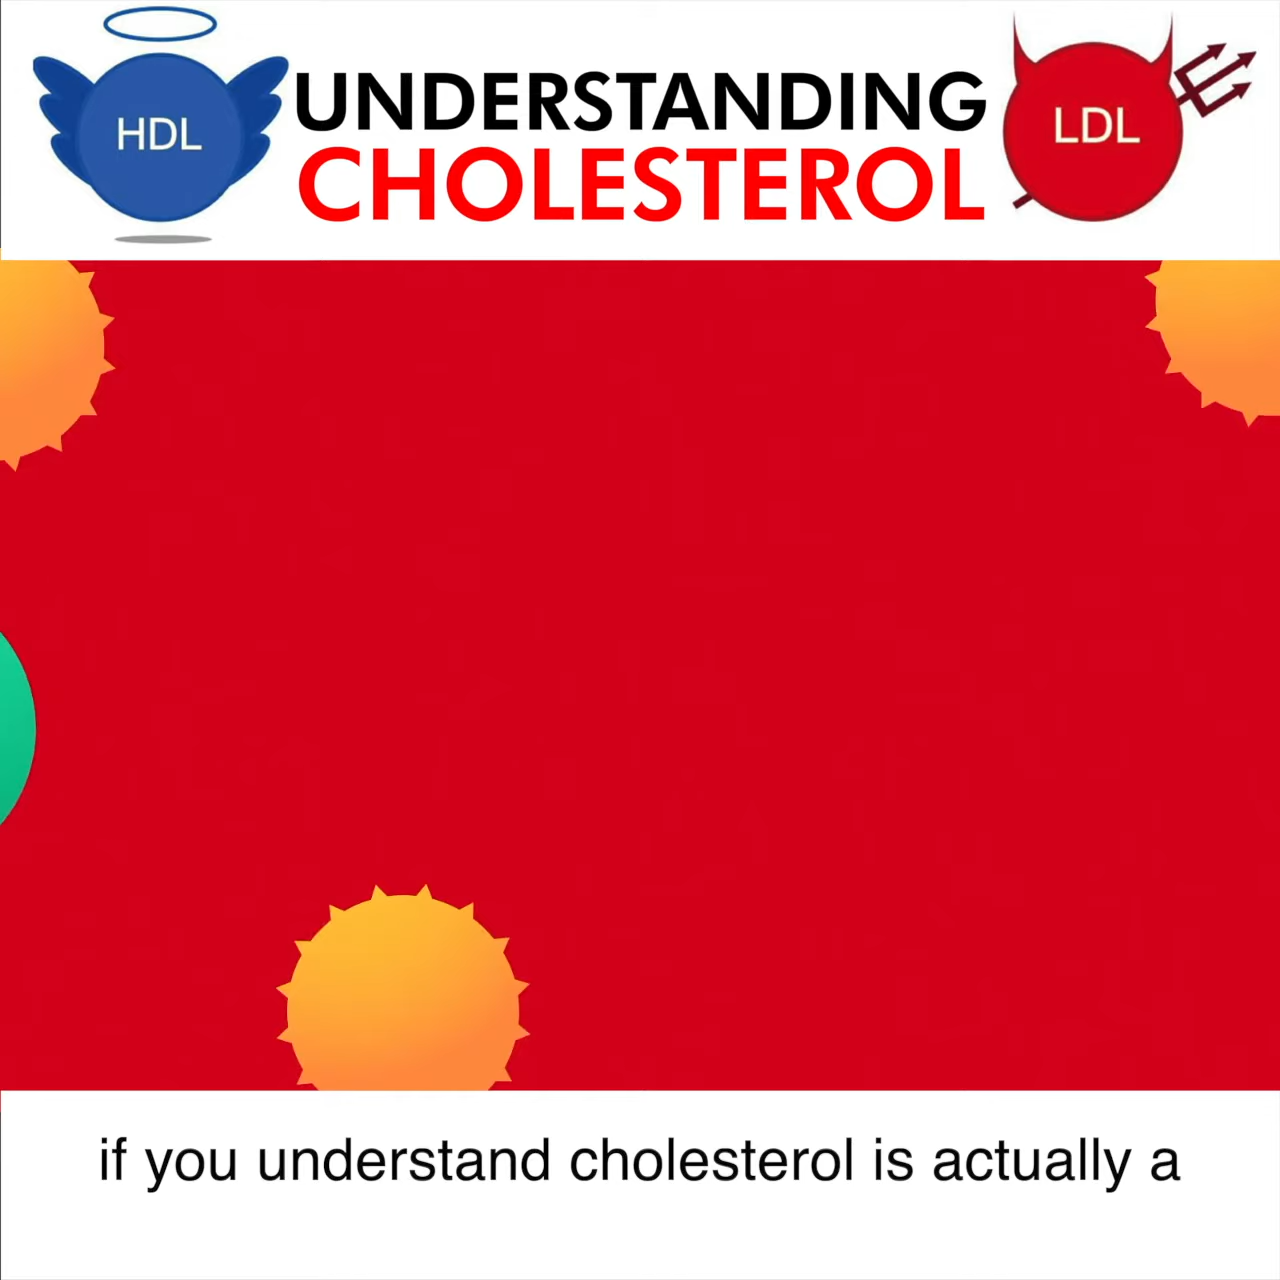 HDL
UNDERSTANDING
CHOLESTEROL
LDL
if you understand cholesterol is actually a